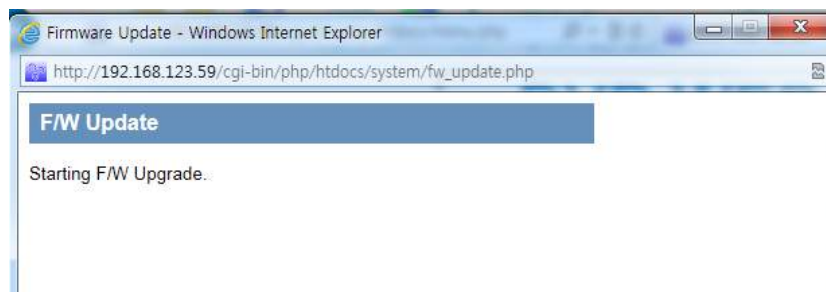 Firmware Update - Windows Internet Explorer
http://192.168.123.59/cgi-bin/php/htdocs/system/fw_update.php
F/W Update
Starting F/W Upgrade.